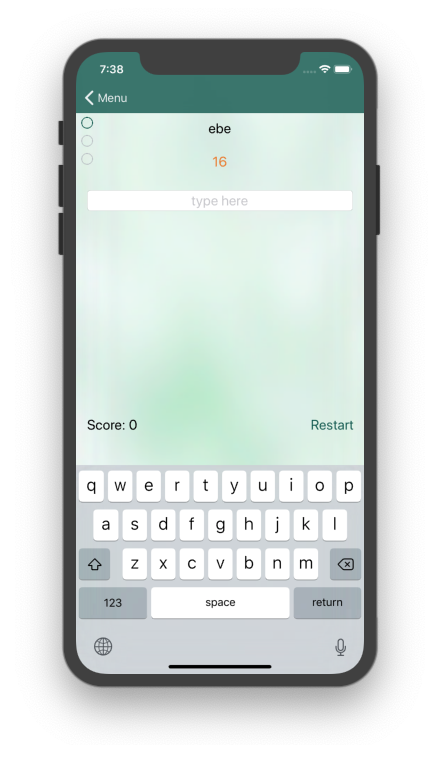 7:38
Menu
ebe
16
type here
Score: 0 Restart
q w e r t y u i o p
a s d f g h j k l
z x c v b n m
123 space return